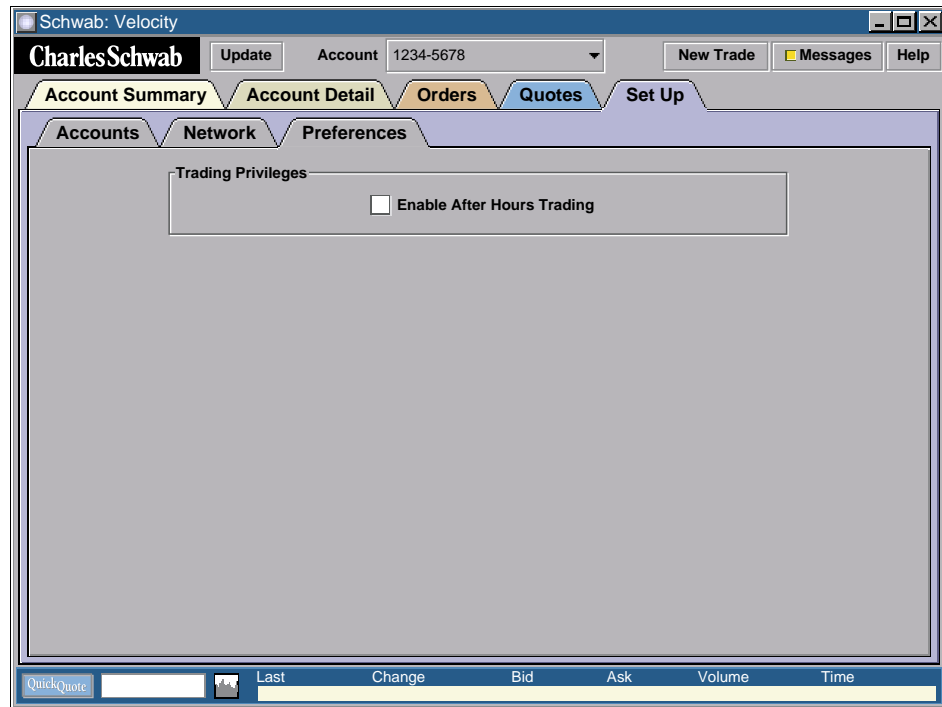 Schwab: Velocity
Charles Schwab Update Account 1234-5678 New Trade Messages Help
Account Summary Account Detail Orders Quotes Set Up
Accounts Network Preferences
Trading Privileges
Enable After Hours Trading
QuickQuote Last Change Bid Ask Volume Time